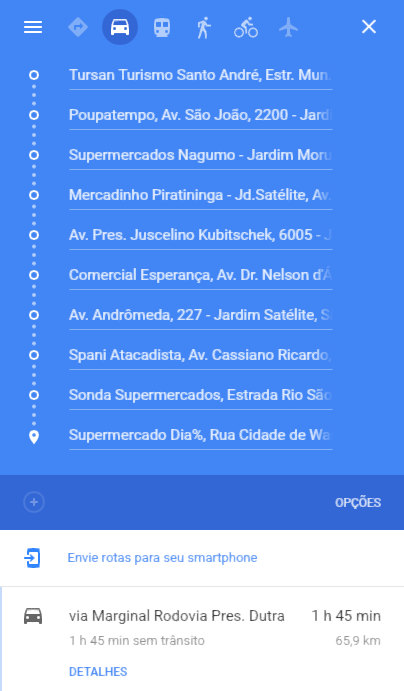 Tursan Turismo Santo André, Estr. Mun.
Poupatempo, Av. São João, 2200 - Jardi
Supermercados Nagumo - Jardim Moru
Mercadinho Piratininga - Jd.Satélite, Av.
Av. Pres. Juscelino Kubitschek, 6005 - J
Comercial Esperança, Av. Dr. Nelson d'Á
Av. Andrômeda, 227 - Jardim Satélite, S
Spani Atacadista, Av. Cassiano Ricardo,
Sonda Supermercados, Estrada Rio São
Supermercado Dia%, Rua Cidade de Wa
OPÇÕES
Envie rotas para seu smartphone
via Marginal Rodovia Pres. Dutra 1 h 45 min
1 h 45 min sem trânsito 65,9 km
DETALHES